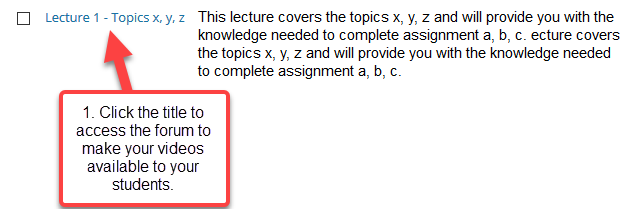 Lecture 1 - Topics x, y, z
This lecture covers the topics x, y, z and will provide you with the
knowledge needed to complete assignment a, b, c. ecture covers
the topics x, y, z and will provide you with the knowledge needed
to complete assignment a, b, c.
1. Click the title to
access the forum to
make your videos
available to your
students.